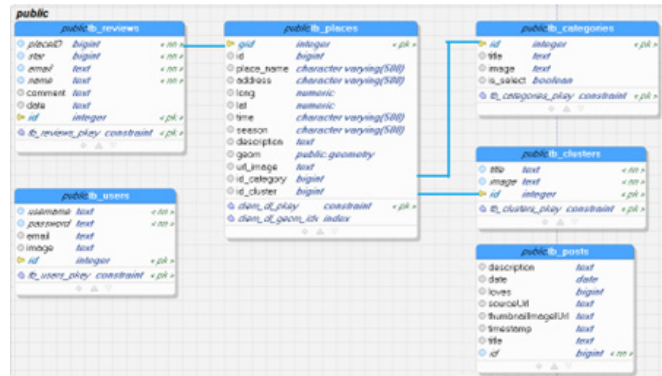 public
public.tb_reviews
placeID bigint « nn »
star bigint « nn »
email text « nn »
name text « nn »
comment text
date text
id integer « pk »
tb_reviews_pkey constraint « pk »
public.tb_users
username text « nn »
password text « nn »
email text
image text
id integer « pk »
tb_users_pkey constraint « pk »
public.tb_places
gid integer « pk »
id bigint
place_name character varying(500)
address character varying(500)
long numeric
lat numeric
time character varying(500)
season character varying(500)
description text
geom public.geometry
url_image text
id_category bigint
id_cluster bigint
diem_dl_pkey constraint « pk »
diem_dl_geom_idx index
public.tb_categories
id integer « pk »
title text
image text
is_select boolean
tb_categories_pkey constraint « pk »
public.tb_clusters
title text « nn »
image text « nn »
id integer « pk »
tb_clusters_pkey constraint « pk »
public.tb_posts
description text
date date
loves bigint
sourceUrl text
thumbnailImageUrl text
timestamp text
title text
id bigint « nn »